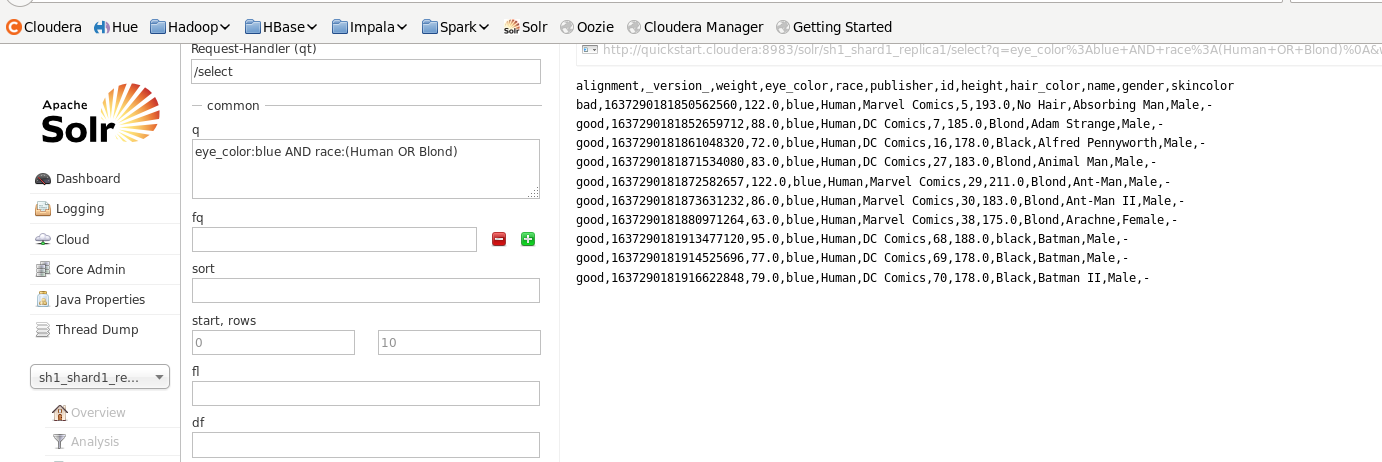 Cloudera Hue Hadoop HBase Impala Spark Solr Oozie Cloudera Manager Getting Started
Apache
Solr
Dashboard
Logging
Cloud
Core Admin
Java Properties
Thread Dump
sh1_shard1_re...
Overview
Analysis
Request-Handler (qt)
/select
common
q
eye_color:blue AND race:(Human OR Blond)
fq
sort
start, rows
0 10
fl
df
http://quickstart.cloudera:8983/solr/sh1_shard1_replica1/select?q=eye_color%3Ablue+AND+race%3A(Human+OR+Blond)%0A&w
alignment,_version_,weight,eye_color,race,publisher,id,height,hair_color,name,gender,skincolor
bad,1637290181850562560,122.0,blue,Human,Marvel Comics,5,193.0,No Hair,Absorbing Man,Male,-
good,1637290181852659712,88.0,blue,Human,DC Comics,7,185.0,Blond,Adam Strange,Male,-
good,1637290181861048320,72.0,blue,Human,DC Comics,16,178.0,Black,Alfred Pennyworth,Male,-
good,1637290181871534080,83.0,blue,Human,DC Comics,27,183.0,Blond,Animal Man,Male,-
good,1637290181872582657,122.0,blue,Human,Marvel Comics,29,211.0,Blond,Ant-Man,Male,-
good,1637290181873631232,86.0,blue,Human,Marvel Comics,30,183.0,Blond,Ant-Man II,Male,-
good,1637290181880971264,63.0,blue,Human,Marvel Comics,38,175.0,Blond,Arachne,Female,-
good,1637290181913477120,95.0,blue,Human,DC Comics,68,188.0,black,Batman,Male,-
good,1637290181914525696,77.0,blue,Human,DC Comics,69,178.0,Black,Batman,Male,-
good,1637290181916622848,79.0,blue,Human,DC Comics,70,178.0,Black,Batman II,Male,-